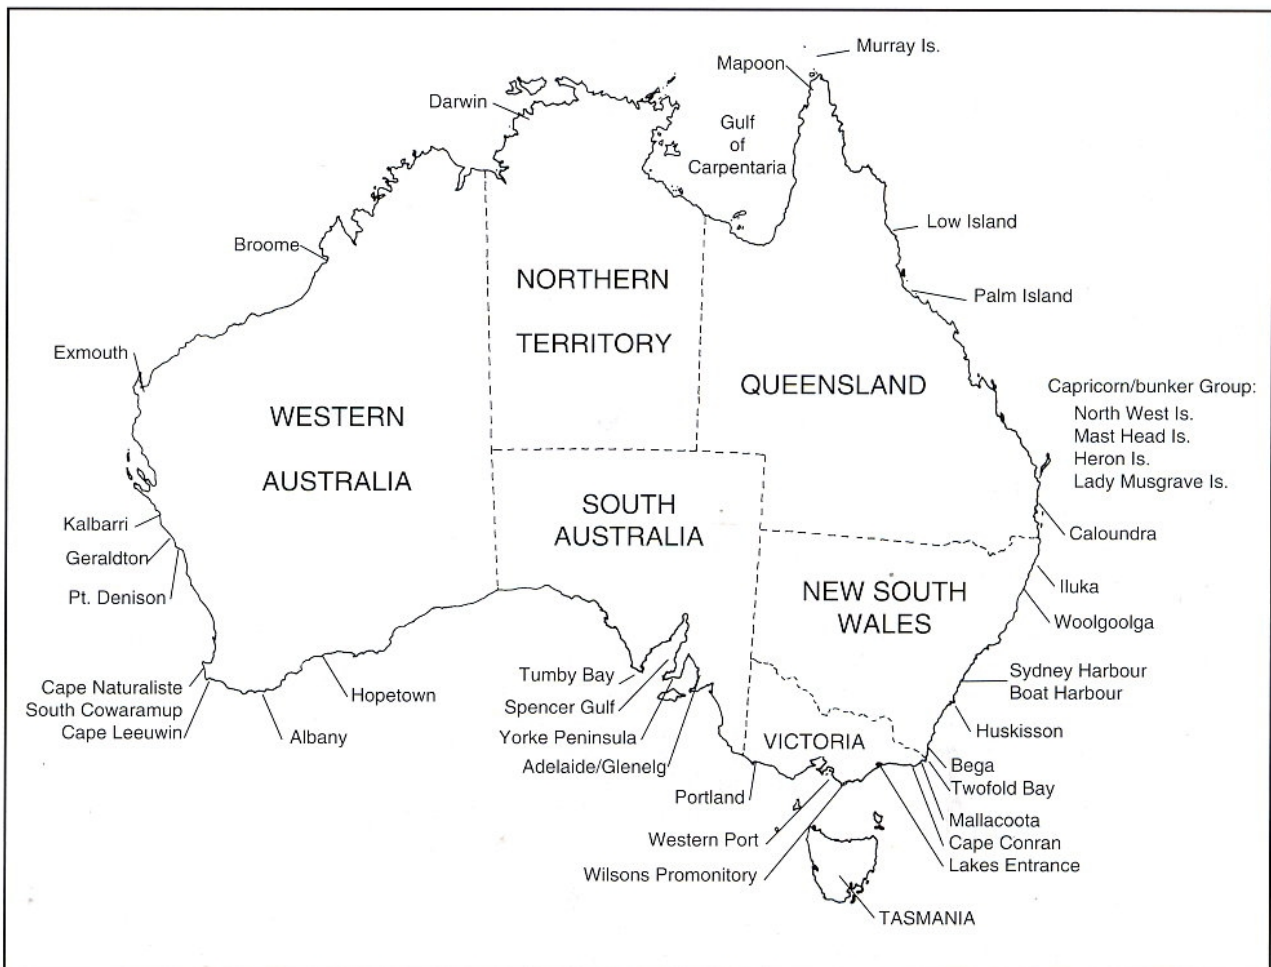 Murray Is.
Mapoon
Darwin
Gulf
of
Carpentaria
Low Island
Broome
NORTHERN
TERRITORY
Palm Island
Exmouth
QUEENSLAND
Capricorn/bunker Group:
North West Is.
Mast Head Is.
Heron Is.
Lady Musgrave Is.
WESTERN
AUSTRALIA
SOUTH
AUSTRALIA
Kalbarri
Geraldton
Pt. Denison
Caloundra
Iluka
Woolgoolga
NEW SOUTH
WALES
Sydney Harbour
Boat Harbour
Huskisson
Cape Naturaliste
South Cowaramup
Cape Leeuwin
Hopetown
Albany
Tumby Bay
Spencer Gulf
Yorke Peninsula
Adelaide/Glenelg
VICTORIA
Bega
Twofold Bay
Portland
Mallacoota
Cape Conran
Lakes Entrance
Western Port
Wilsons Promonitory
TASMANIA